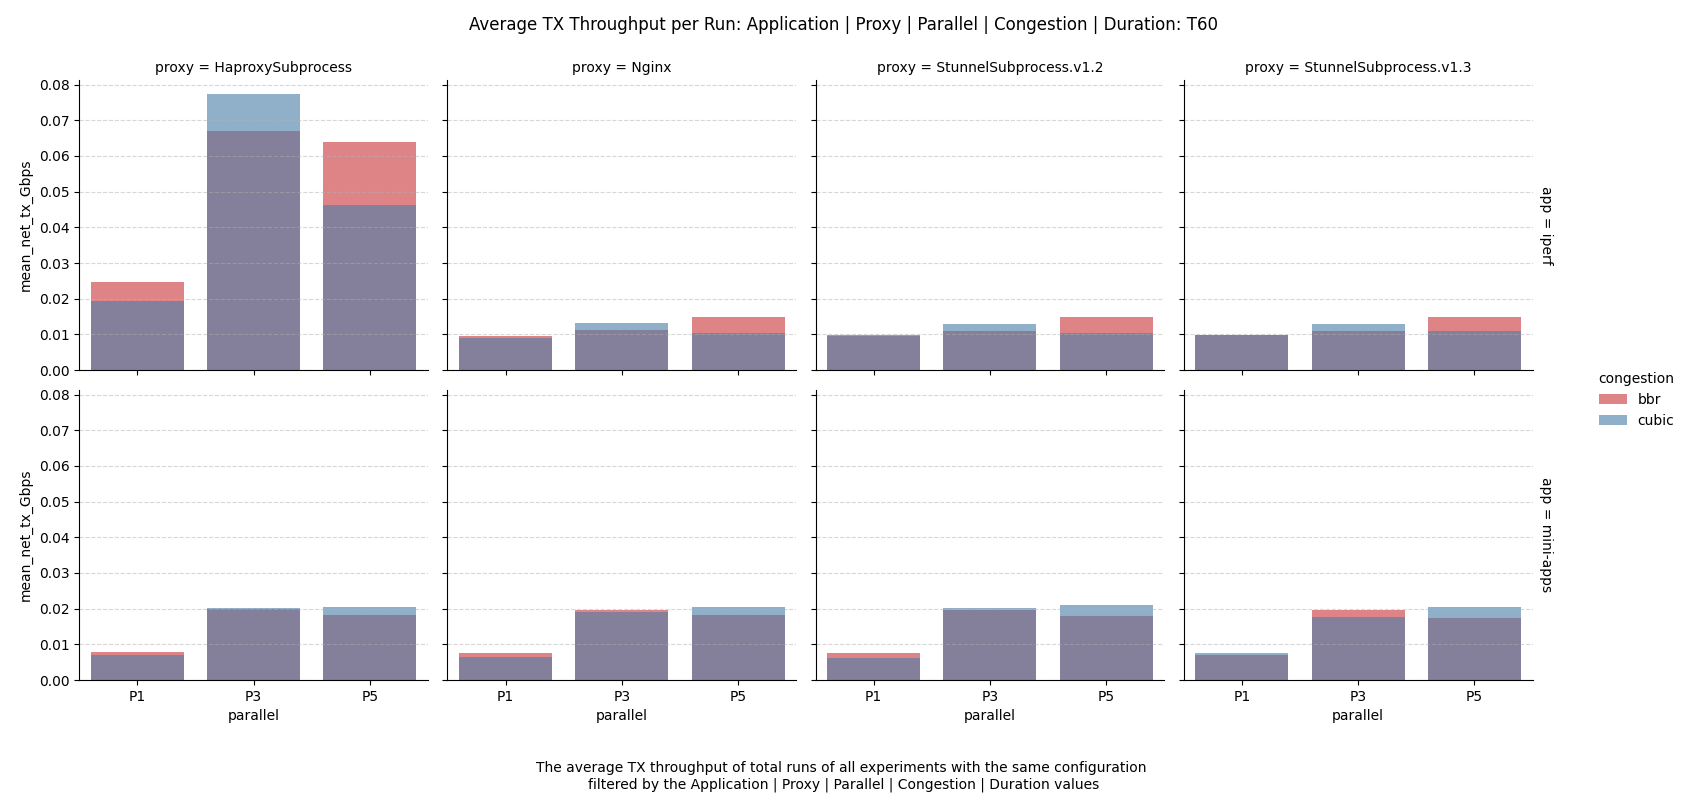 Average TX Throughput per Run: Application | Proxy | Parallel | Congestion | Duration: T60
proxy = HaproxySubprocess
proxy = Nginx
proxy = StunnelSubprocess.v1.2
proxy = StunnelSubprocess.v1.3
mean_net_tx_Gbps
0.08
0.07
0.06
0.05
0.04
0.03
0.02
0.01
0.00
app = iperf
mean_net_tx_Gbps
0.08
0.07
0.06
0.05
0.04
0.03
0.02
0.01
0.00
app = mini-apps
P1 P3 P5
parallel
P1 P3 P5
parallel
P1 P3 P5
parallel
P1 P3 P5
parallel
congestion
bbr
cubic
The average TX throughput of total runs of all experiments with the same configuration
filtered by the Application | Proxy | Parallel | Congestion | Duration values